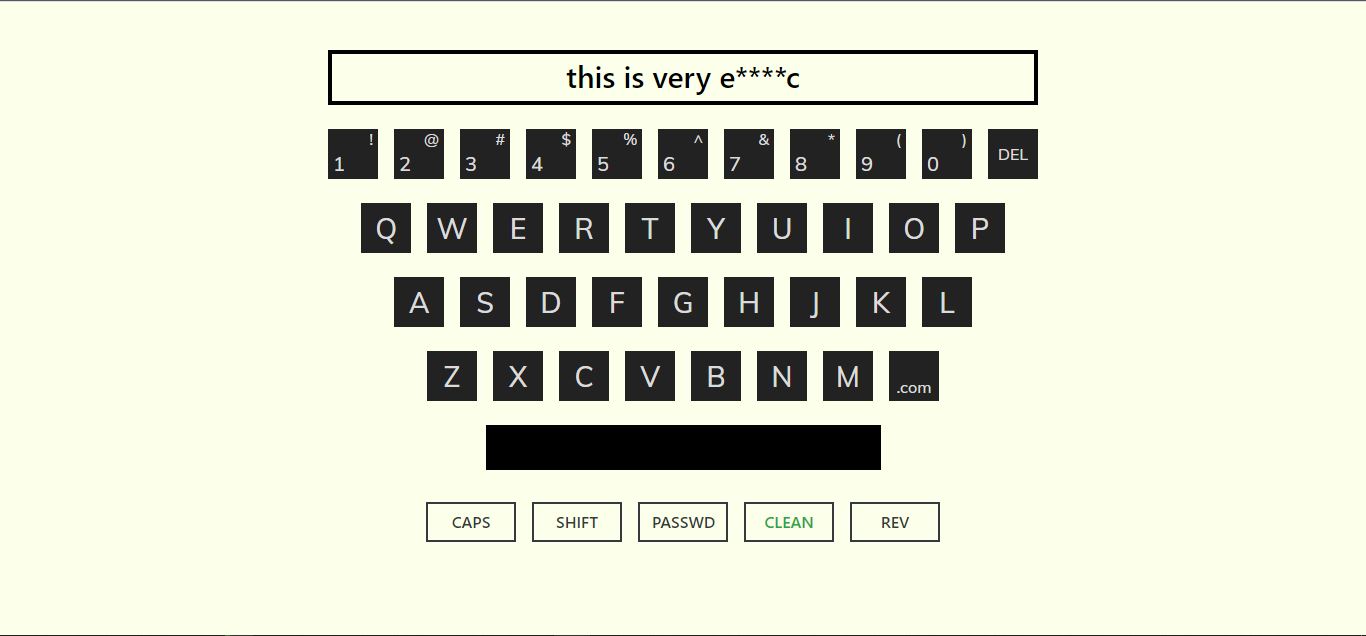 this is very e****c
! @ # $ % ^ & * ( )
1 2 3 4 5 6 7 8 9 0 DEL
Q W E R T Y U I O P
A S D F G H J K L
Z X C V B N M .com
CAPS SHIFT PASSWD CLEAN REV